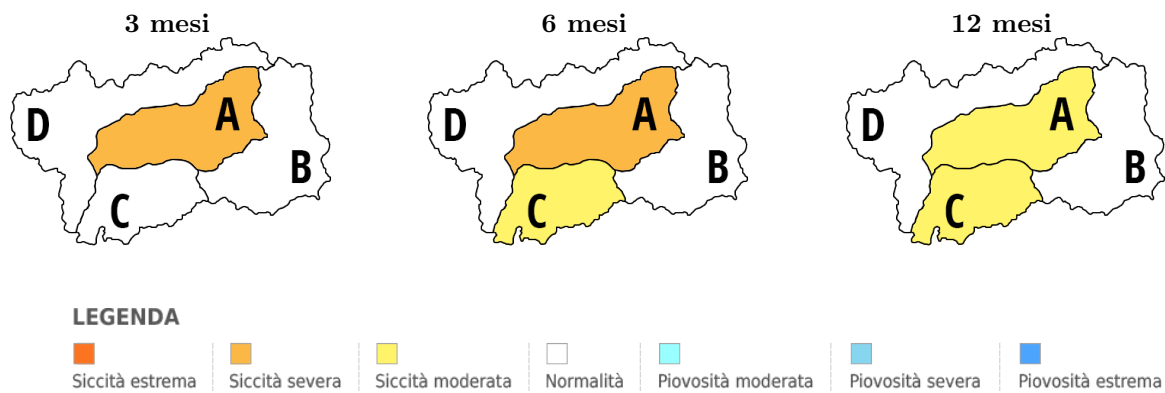 3 mesi
6 mesi
12 mesi
A
D
B
C
A
D
B
C
A
D
B
C
LEGENDA
Siccità estrema
Siccità severa
Siccità moderata
Normalità
Piovosità moderata
Piovosità severa
Piovosità estrema